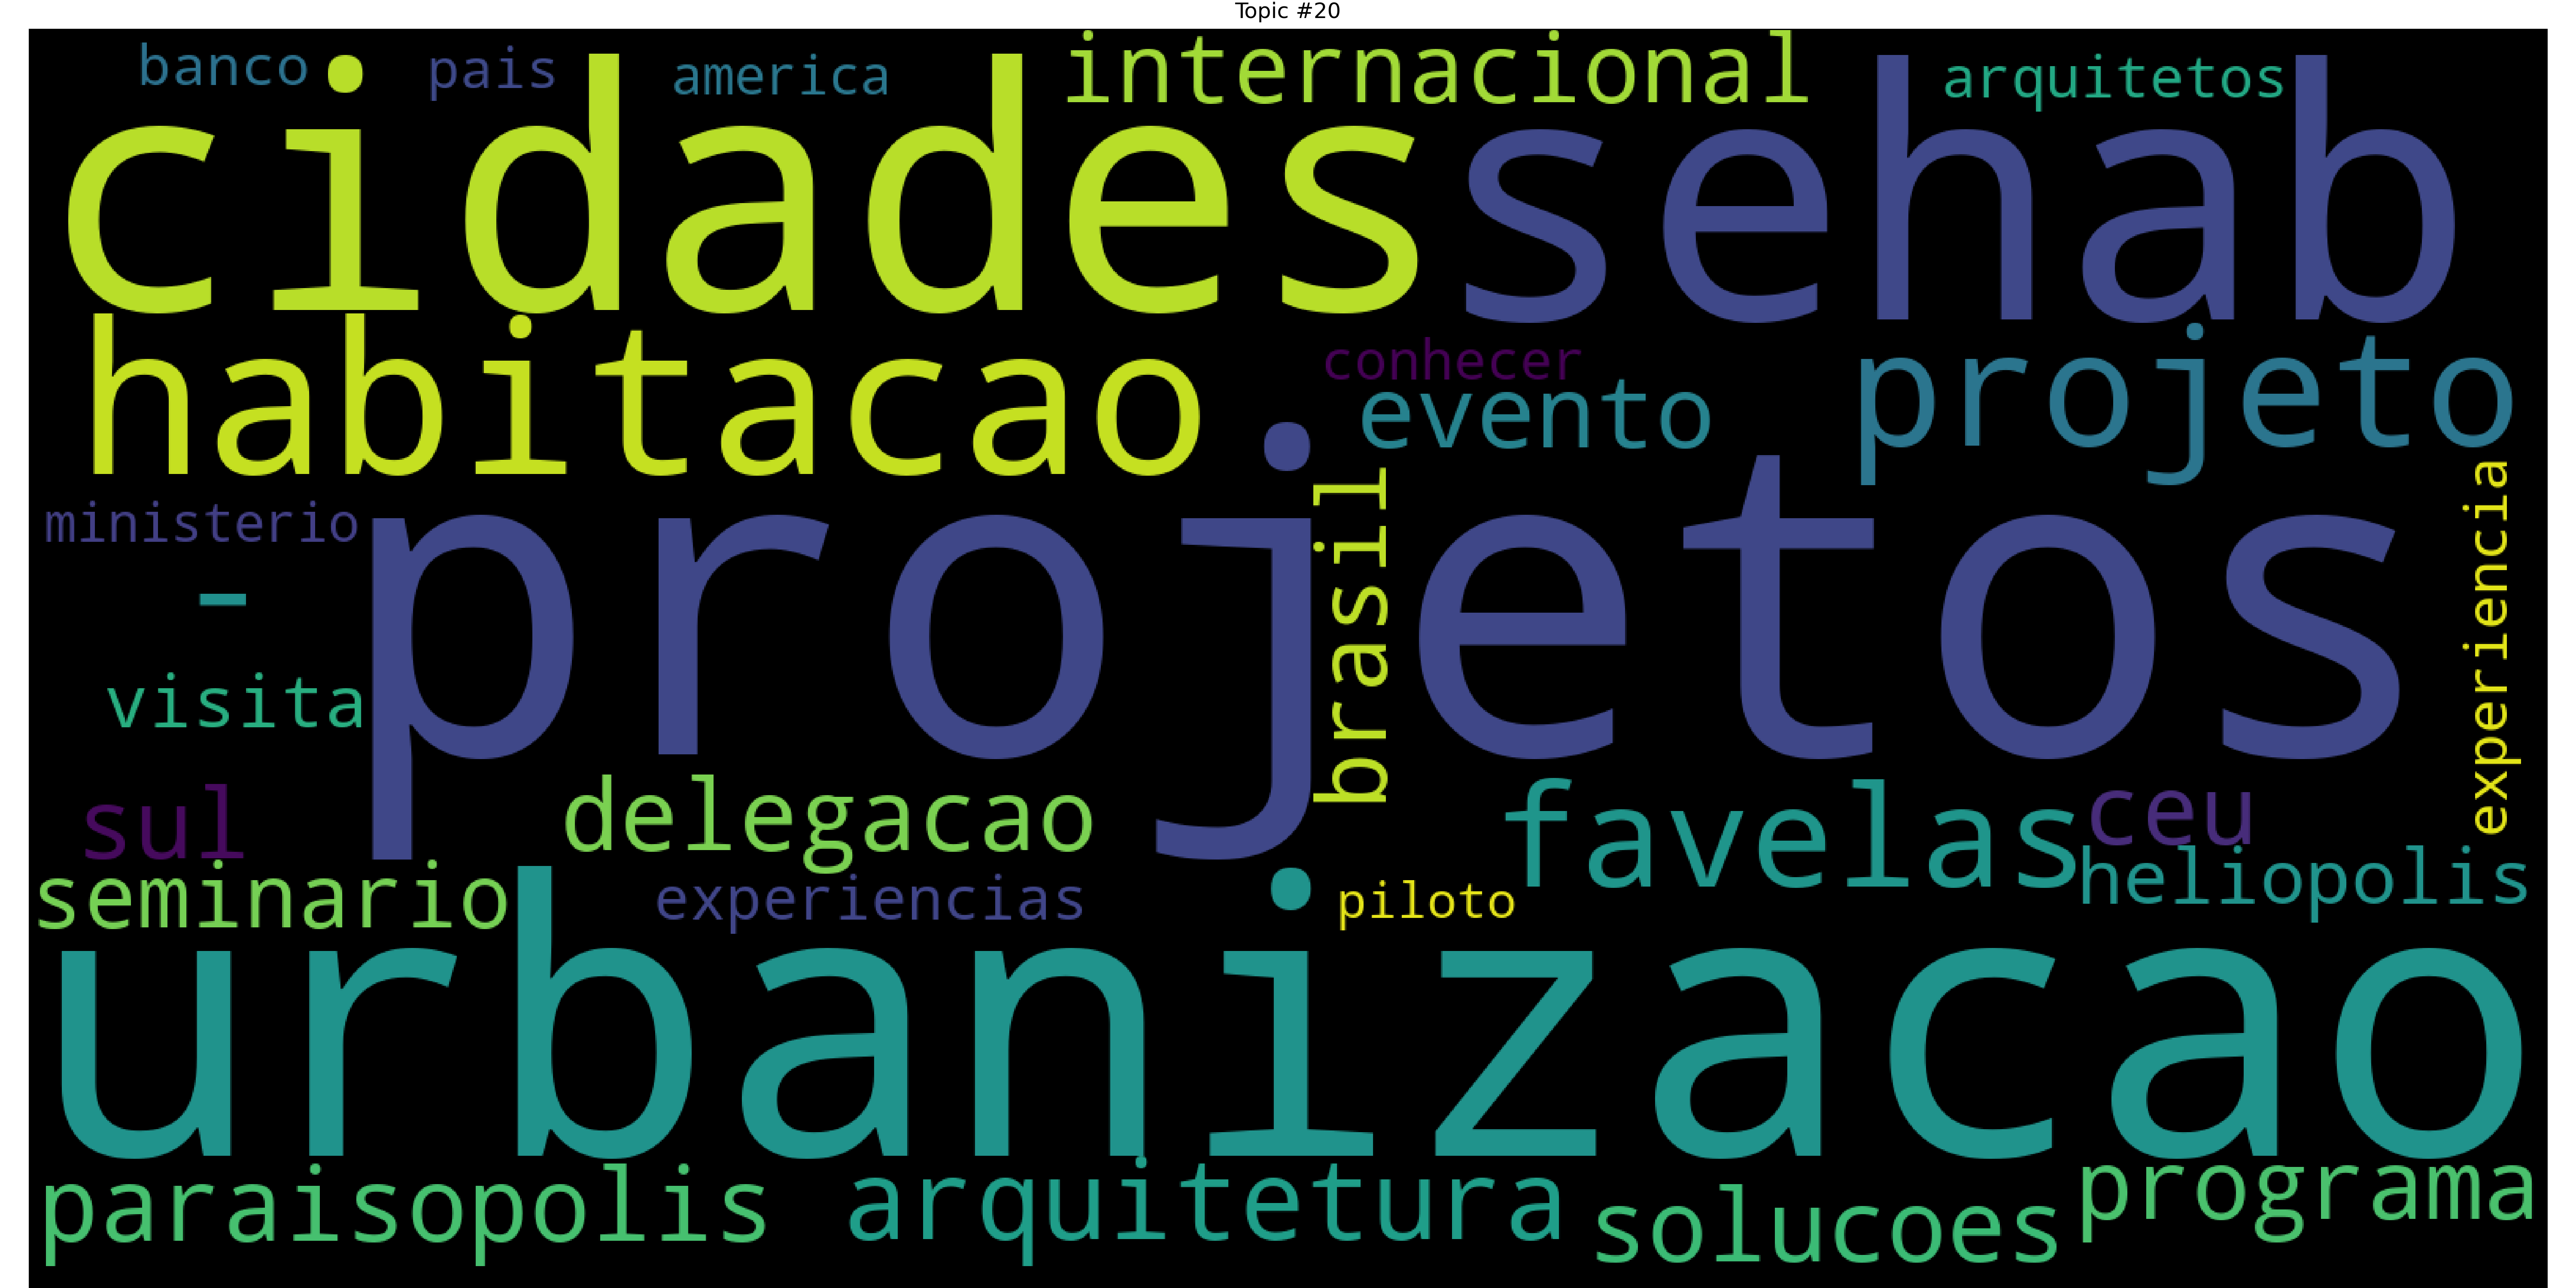 Topic #20
banco
pais
america
internacional
arquitetos
cidades
sehab
habitacao
conhecer
evento
projeto
ministerio
projetos
brasil
experiencia
-
visita
sul
delegacao
favelas
ceu
heliopolis
seminario
experiencias
piloto
urbanizacao
paraisopolis
arquitetura
solucoes
programa